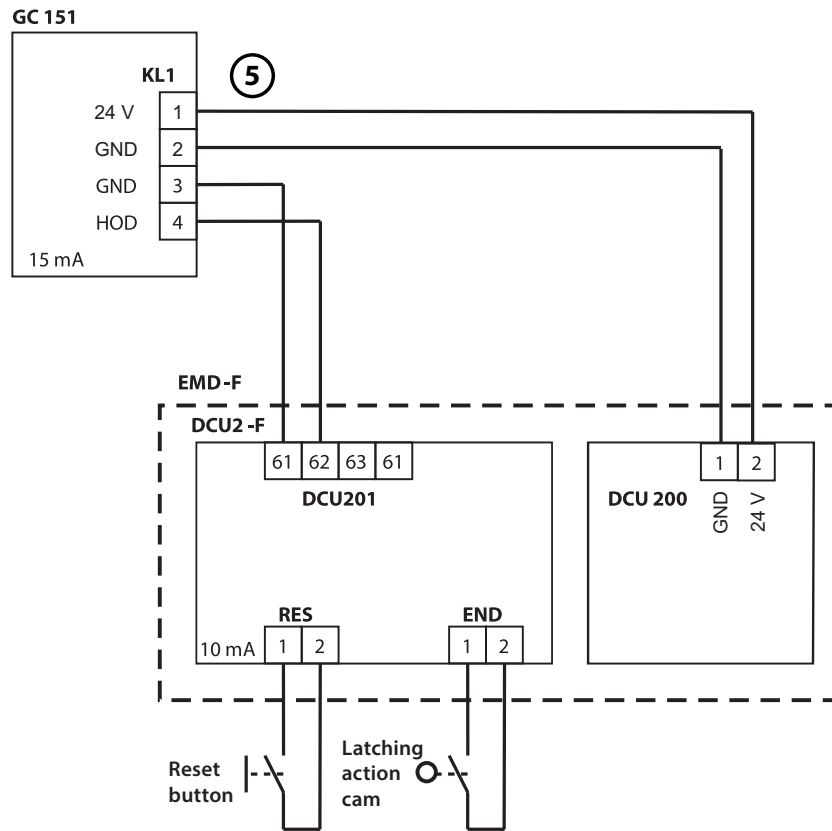 GC 151
KL1
5
24 V 1
GND 2
GND 3
HOD 4
15 mA
EMD-F
DCU2 -F
61 62 63 61
1 2
DCU201
DCU 200
GND
24 V
RES
END
10 mA
1 2
1 2
Reset
button
Latching
action
cam